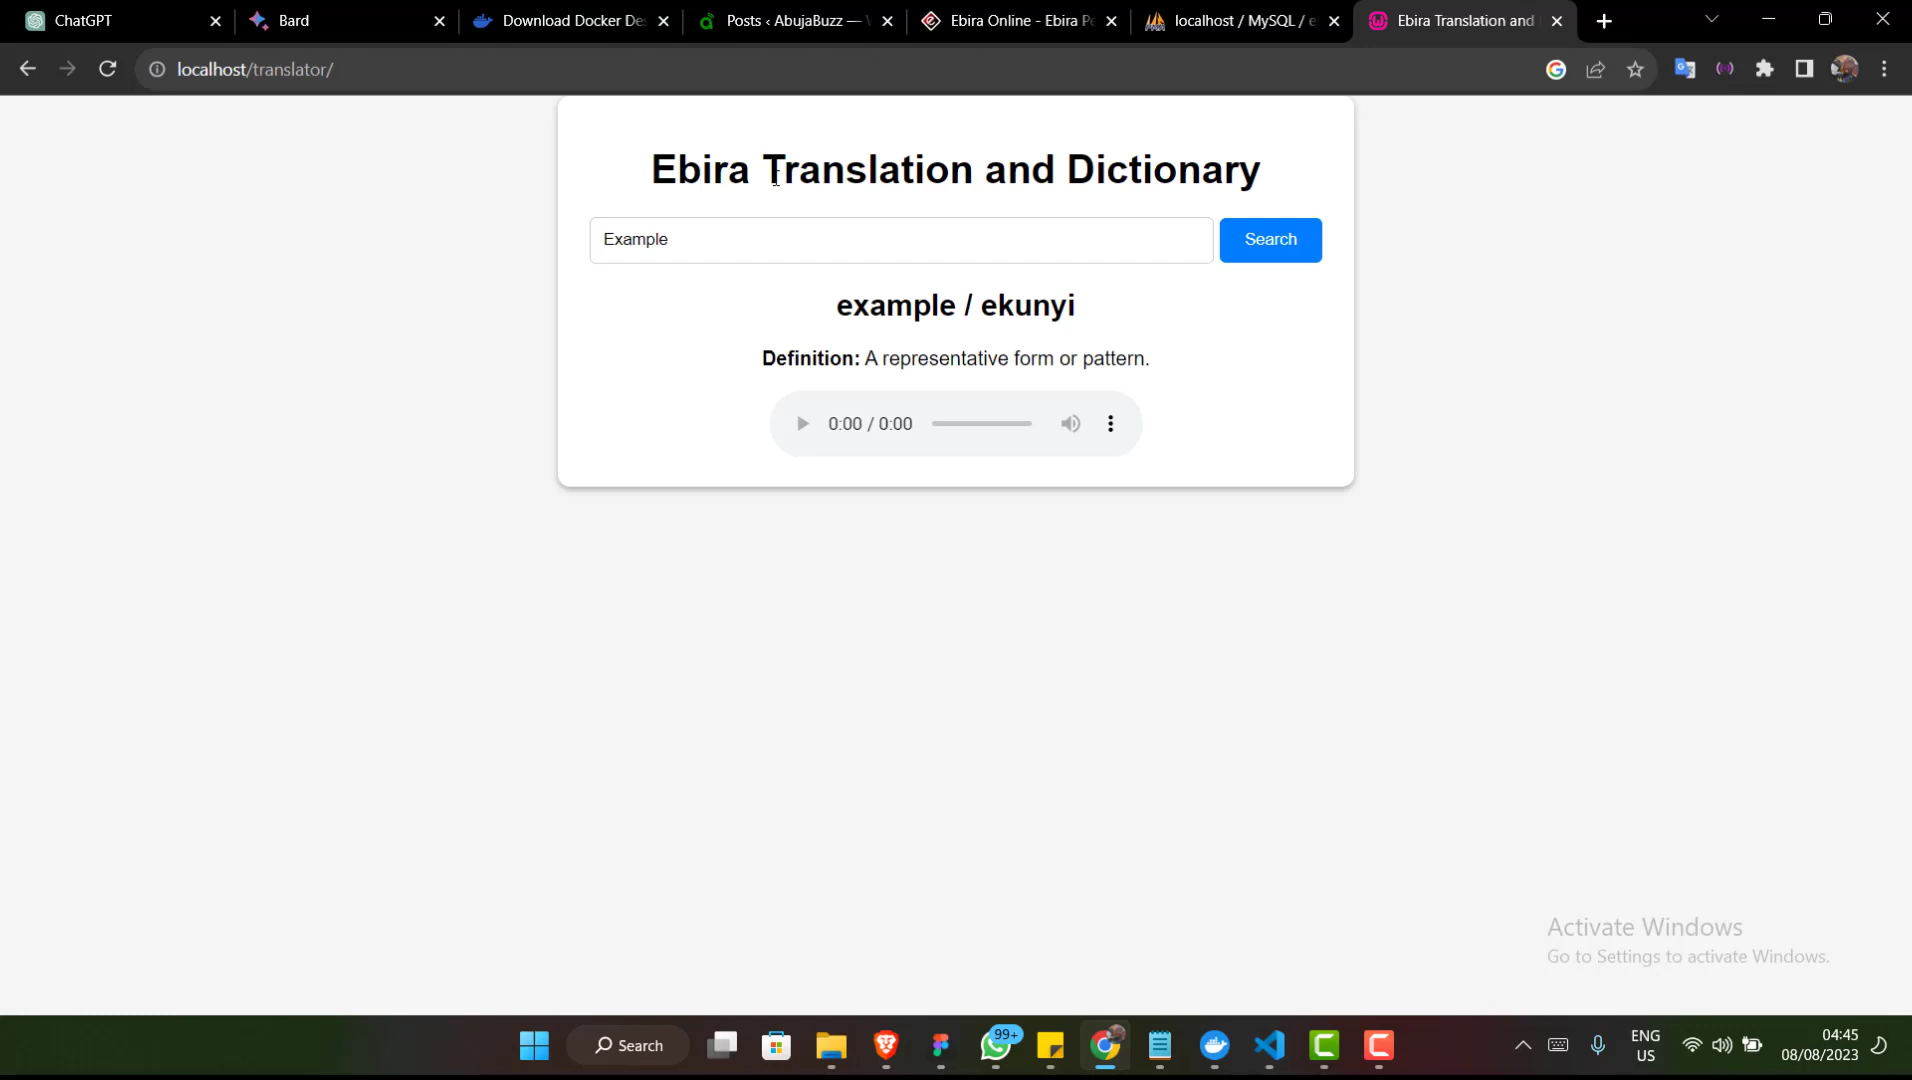 ChatGPT
Bard
Download Docker De
Posts ‹ AbujaBuzz —
Ebira Online - Ebira Pe
localhost / MySQL / e
Ebira Translation and
localhost/translator/
Ebira Translation and Dictionary
Example
Search
example / ekunyi
Definition: A representative form or pattern.
0:00 / 0:00
Activate Windows
Go to Settings to activate Windows.
Search
99+
ENG
US
04:45
08/08/2023